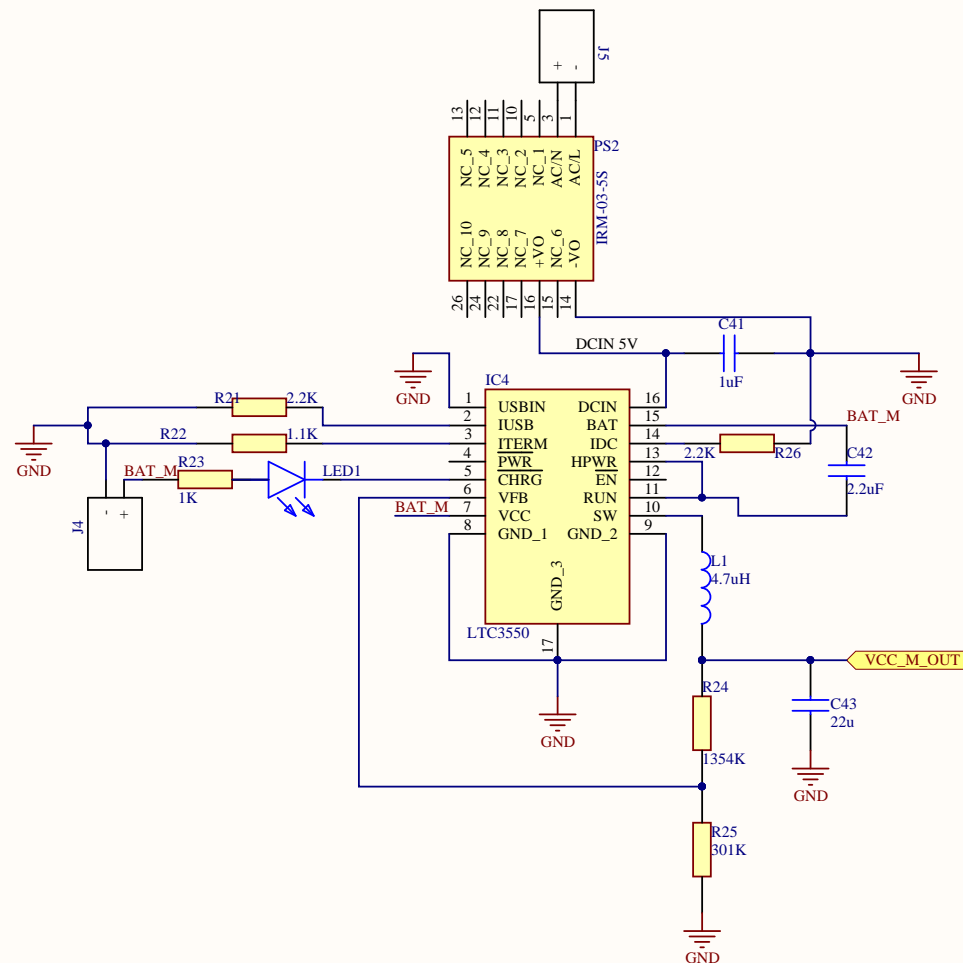 J5
+ -
13 12 11 10 5 3 1
PS2
NC_5 NC_4 NC_3 NC_2 NC_1 AC/N AC/L
IRM-03-5S
NC_10 NC_9 NC_8 NC_7 +VO NC_6 -VO
26 24 22 17 16 15 14
C41
DCIN 5V
1uF
GND
GND
IC4
1 USBIN DCIN 16
R21 2.2K
2 IUSB BAT 15
BAT_M
R22 1.1K
3 ITERM IDC 14
2.2K R26
GND
4 PWR HPWR 13
C42
BAT_M R23 LED1
5 CHRG EN 12
1K
6 VFB RUN 11
2.2uF
BAT_M
7 VCC SW 10
J4 - +
8 GND_1 GND_2 9
GND_3
L1
4.7uH
LTC3550
17
VCC_M_OUT
R24
C43
22u
GND
1354K
GND
R25
301K
GND